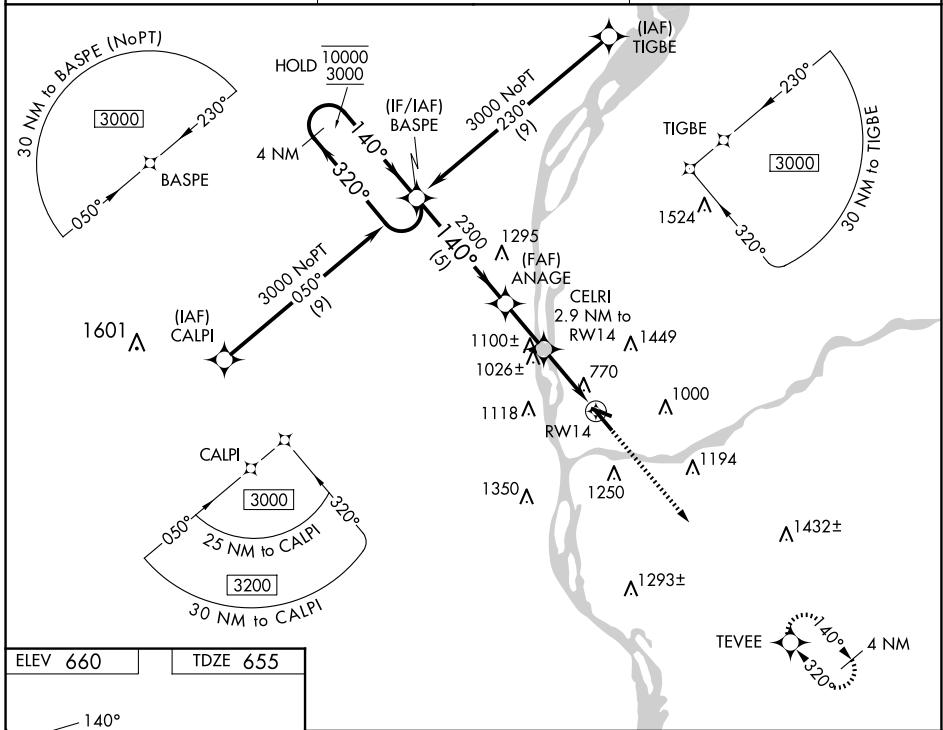 30 NM to BASPE (NoPT)
3000
230°
BASPE
050°
HOLD
10000
3000
4 NM
140°
320°
(IF/IAF)
BASPE
(IAF)
TIGBE
3000 NoPT
230°
(9)
TIGBE
230°
3000
30 NM to TIGBE
1524
320°
2300
140°
(5)
1295
(FAF)
ANAGE
3000 NoPT
050°
(9)
(IAF)
CALPI
1601
CELRI
2.9 NM to
RW14
1100±
1026±
1449
770
1118
1000
RW14
1194
1250
1350
CALPI
3000
050°
320°
25 NM to CALPI
3200
30 NM to CALPI
1432±
1293±
TEVEE
140°
320°
4 NM
ELEV 660
TDZE 655
140°